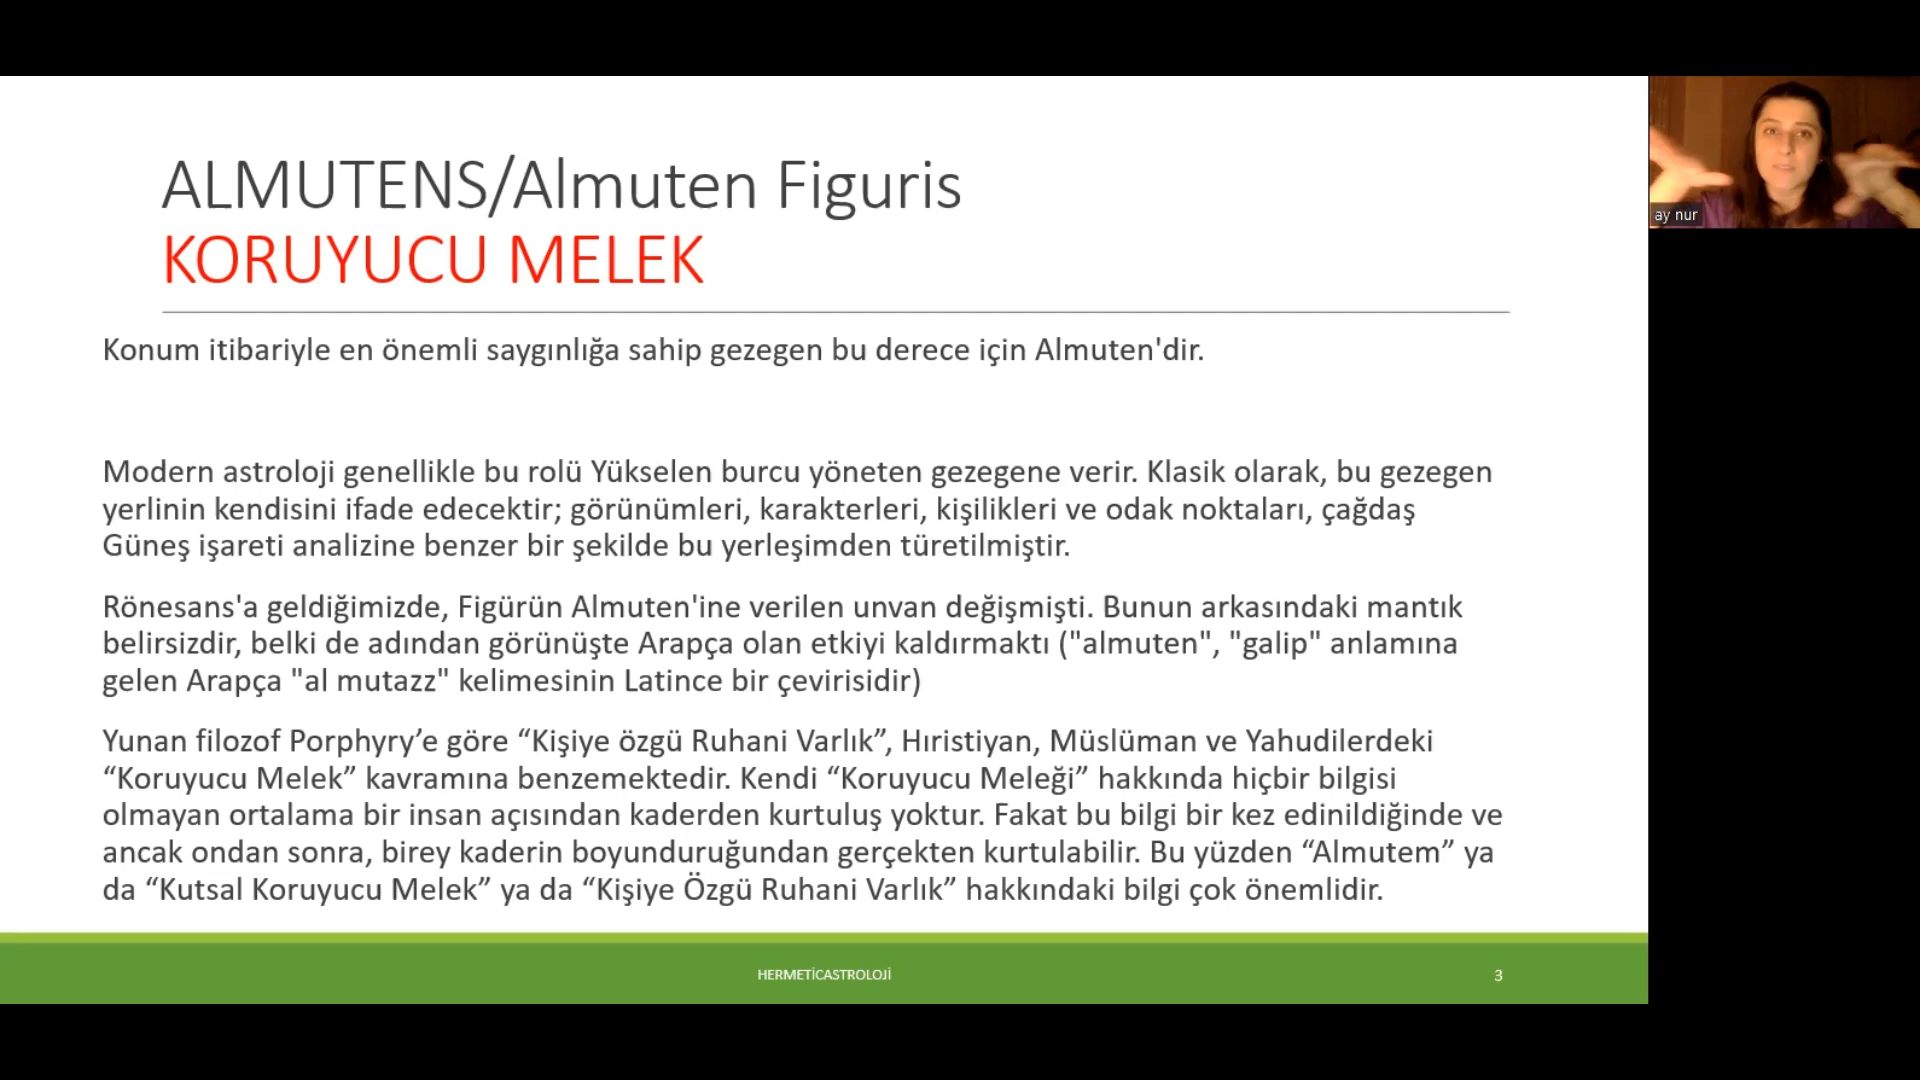 ALMUTENS/Almuten Figuris
KORUYUCU MELEK
Konum itibariyle en önemli saygınlığa sahip gezegen bu derece için Almuten'dir.
Modern astroloji genellikle bu rolü Yükselen burcu yöneten gezegene verir. Klasik olarak, bu gezegen
yerlinin kendisini ifade edecektir; görünümleri, karakterleri, kişilikleri ve odak noktaları, çağdaş
Güneş işareti analizine benzer bir şekilde bu yerleşimden türetilmiştir.
Rönesans'a geldiğimizde, Figürün Almuten'ine verilen unvan değişmişti. Bunun arkasındaki mantık
belirsizdir, belki de adından görünüşte Arapça olan etkiyi kaldırmaktı ("almuten", "galip" anlamına
gelen Arapça "al mutazz" kelimesinin Latince bir çevirisidir)
Yunan filozof Porphyry’e göre “Kişiye özgü Ruhani Varlık”, Hıristiyan, Müslüman ve Yahudilerdeki
“Koruyucu Melek” kavramına benzemektedir. Kendi “Koruyucu Meleği” hakkında hiçbir bilgisi
olmayan ortalama bir insan açısından kaderden kurtuluş yoktur. Fakat bu bilgi bir kez edinildiğinde ve
ancak ondan sonra, birey kaderin boyunduruğundan gerçekten kurtulabilir. Bu yüzden “Almutem” ya
da “Kutsal Koruyucu Melek” ya da “Kişiye Özgü Ruhani Varlık” hakkındaki bilgi çok önemlidir.
HERMETİCASTROLOJİ
3
ay nur